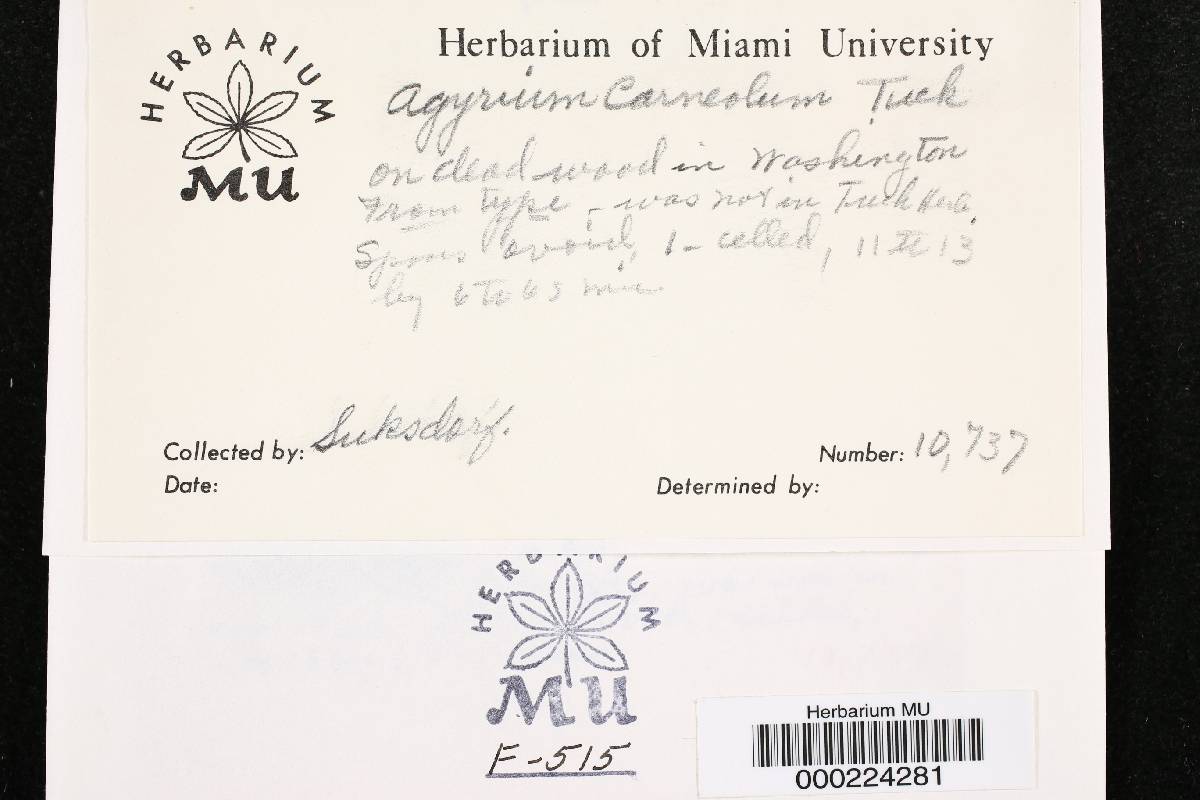 HERBARIUM
MU
Herbarium of Miami University
Agyrium Carneolum Tuck
on dead wood in Washington
From type - was not in Tuck Herb.
Spores ovoid, 1-celled, 11 to 13
by 6 to 6.5 mic
Collected by: Suksdorf.
Number: 10,737
Date:
Determined by:
HERBARIUM
MU
F-515
Herbarium MU
000224281